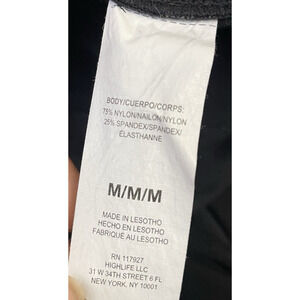 BODY/CUERPO/CORPS:
75% NYLON/NAILON/NYLON
25% SPANDEX/SPANDEX/
ÉLASTHANNE
M/M/M
MADE IN LESOTHO
HECHO EN LESOTHO
FABRIQUÉ AU LESOTHO
RN 117927
HIGHLIFE LLC
31 W 34TH STREET 6 FL
NEW YORK, NY 10001